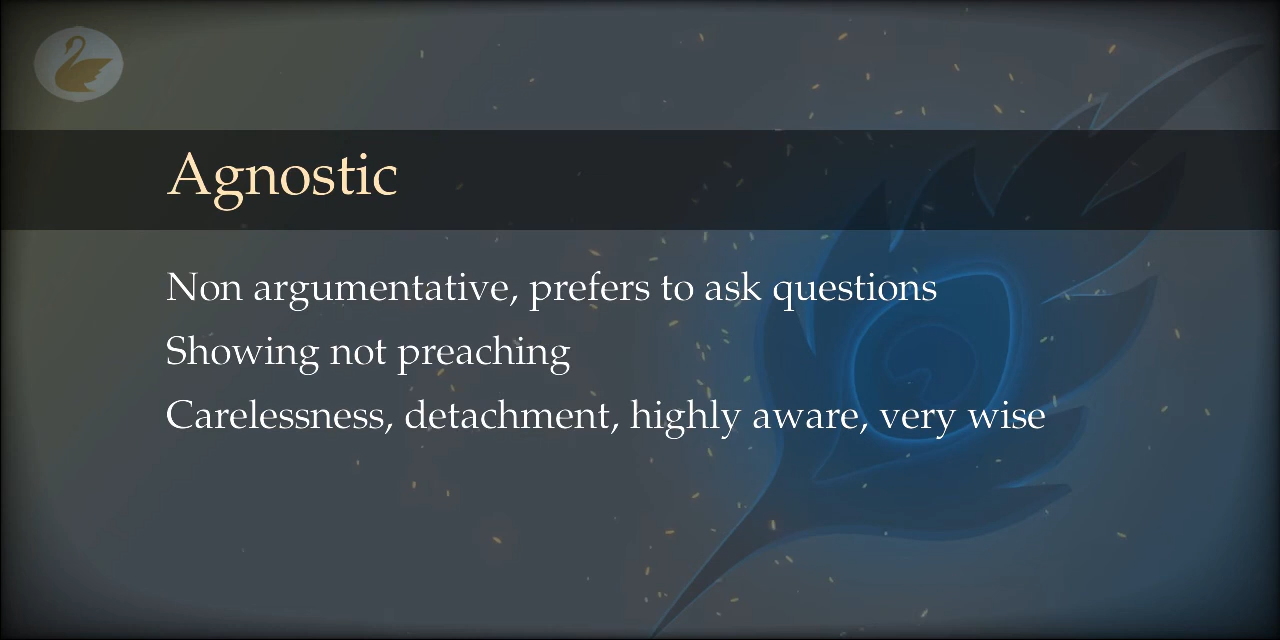 Agnostic
Non argumentative, prefers to ask questions
Showing not preaching
Carelessness, detachment, highly aware, very wise